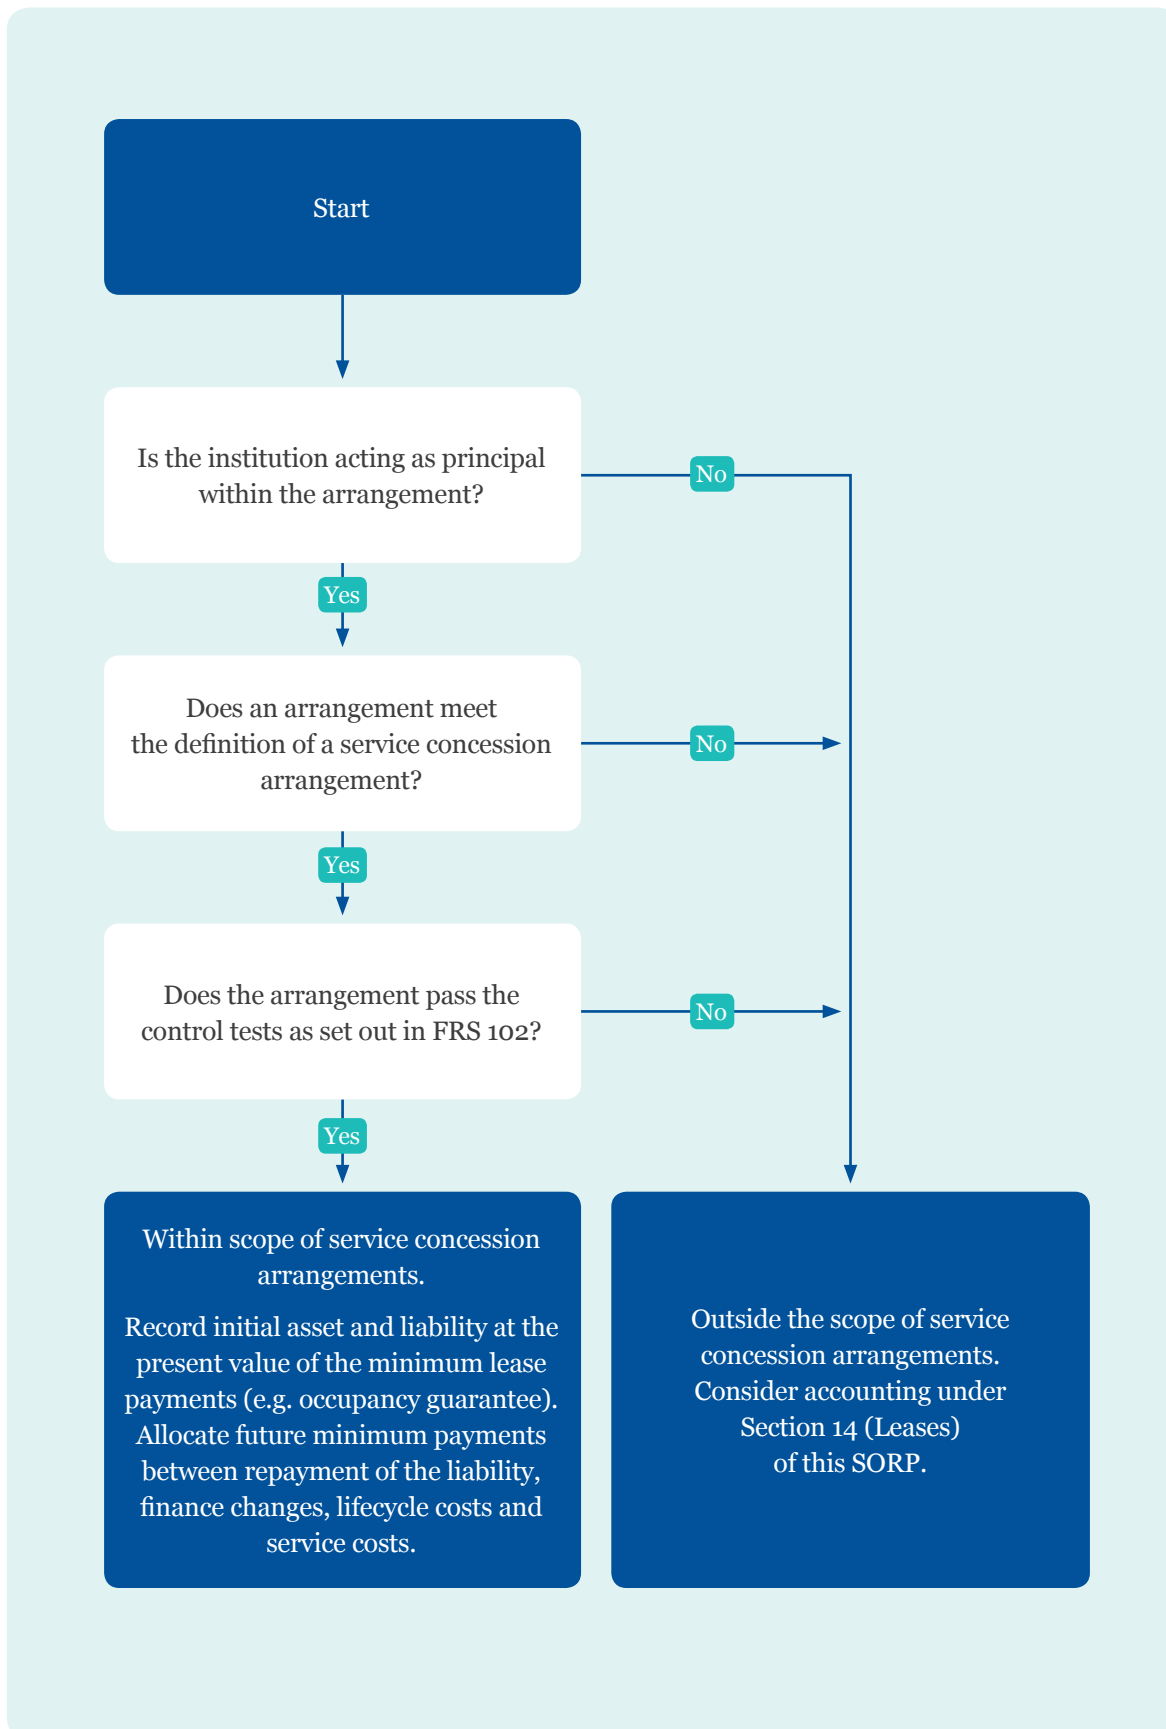 Start
Is the institution acting as principal
within the arrangement?
No
Yes
Does an arrangement meet
the definition of a service concession
arrangement?
No
Yes
Does the arrangement pass the
control tests as set out in FRS 102?
No
Yes
Within scope of service concession
arrangements.
Record initial asset and liability at the
present value of the minimum lease
payments (e.g. occupancy guarantee).
Allocate future minimum payments
between repayment of the liability,
finance changes, lifecycle costs and
service costs.
Outside the scope of service
concession arrangements.
Consider accounting under
Section 14 (Leases)
of this SORP.